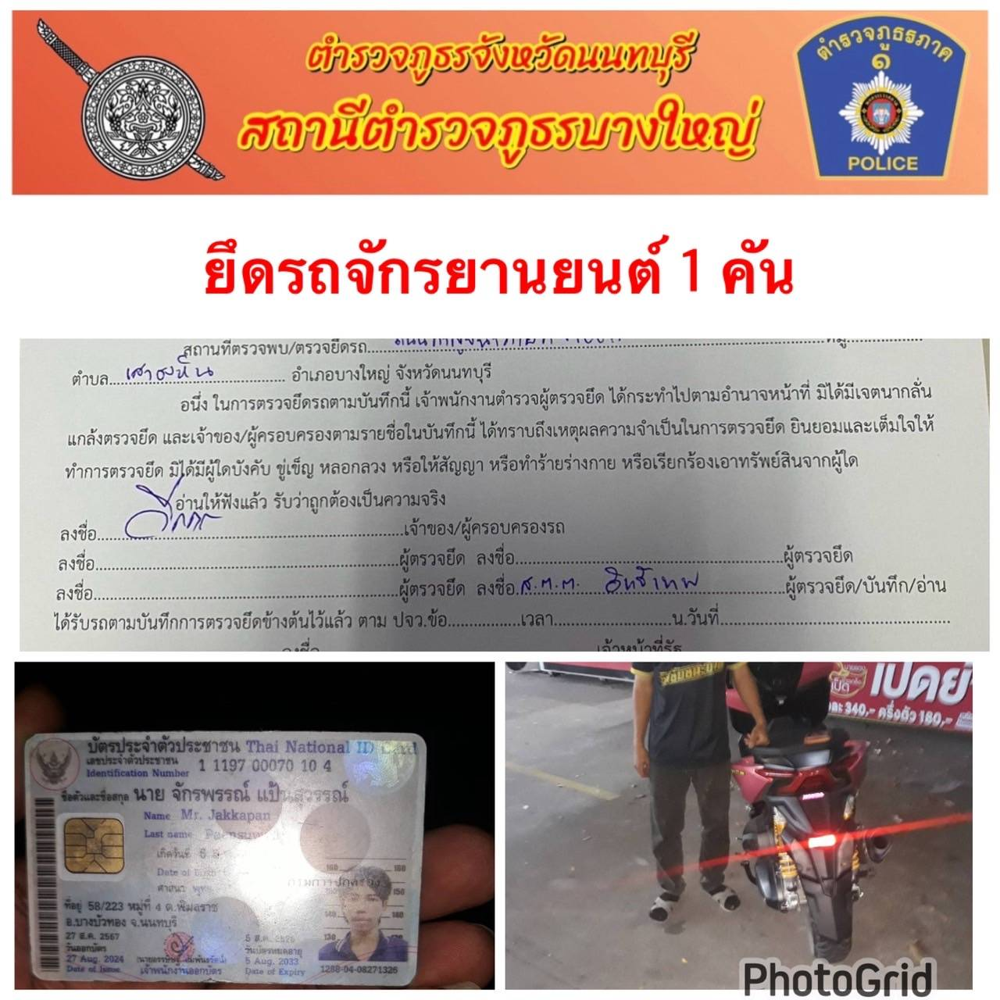 ตำรวจภูธรจังหวัดนนทบุรี
สถานีตำรวจภูธรบางใหญ่
ตำรวจภูธรภาค
๑
POLICE
ยึดรถจักรยานยนต์ 1 คัน
สถานที่ตรวจพบ/ตรวจยึดรถ
ตำบล เสาธงหิน อำเภอบางใหญ่ จังหวัดนนทบุรี
อนึ่ง ในการตรวจยึดรถตามบันทึกนี้ เจ้าพนักงานตำรวจผู้ตรวจยึด ได้กระทำไปตามอำนาจหน้าที่ มิได้มีเจตนากลั่น
แกล้งตรวจยึด และเจ้าของ/ผู้ครอบครองตามรายชื่อในบันทึกนี้ ได้ทราบถึงเหตุผลความจำเป็นในการตรวจยึด ยินยอมและเต็มใจให้
ทำการตรวจยึด มิได้มีผู้ใดบังคับ ขู่เข็ญ หลอกลวง หรือให้สัญญา หรือทำร้ายร่างกาย หรือเรียกร้องเอาทรัพย์สินจากผู้ใด
อ่านให้ฟังแล้ว รับว่าถูกต้องเป็นความจริง
ลงชื่อ เจ้าของ/ผู้ครอบครองรถ
ลงชื่อ ผู้ตรวจยึด ลงชื่อ ผู้ตรวจยึด
ลงชื่อ ผู้ตรวจยึด ลงชื่อ ส.ต.ต. ผู้ตรวจยึด/บันทึก/อ่าน
ได้รับรถตามบันทึกการตรวจยึดข้างต้นไว้แล้ว ตาม ปจว.ข้อ เวลา น.วันที่
ลงชื่อ เจ้าหน้าที่รัฐ
บัตรประจำตัวประชาชน Thai National ID Card
เลขประจำตัวประชาชน
Identification Number 1 1197 00070 10 4
ชื่อตัวและชื่อสกุล นาย จักรพรรณ์ แป้นสุวรรณ์
Name Mr. Jakkapan
Last name
เกิดวันที่
Date of Birth
ศาสนา พุทธ
ที่อยู่ 58/223 หมู่ที่ 4 ต.พิมลราช
อ.บางบัวทอง จ.นนทบุรี
27 ส.ค. 2567
วันออกบัตร
27 Aug. 2024
Date of Issue
เจ้าพนักงานออกบัตร
5 ส.ค. 2576
วันบัตรหมดอายุ
5 Aug. 2033
Date of Expiry
160 160
150
140
130
1288-04-08271326
เป็ดย่
340,- ครึ่งตัว 180,-
HONDA
PhotoGrid